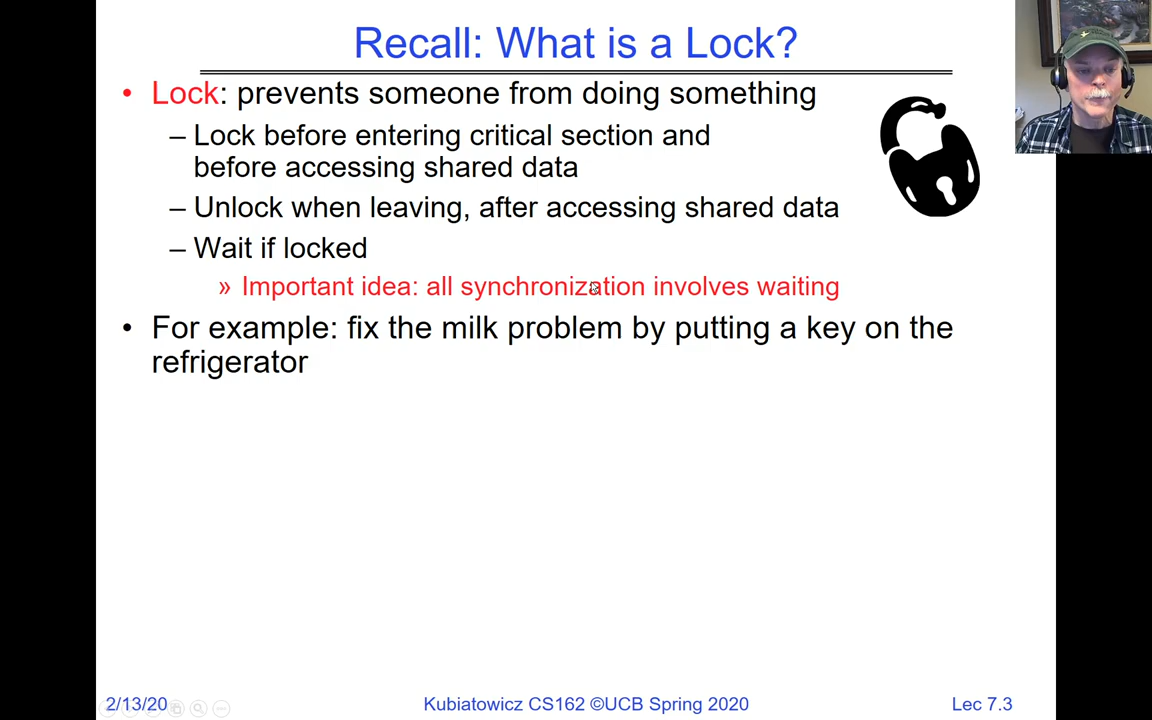 Recall: What is a Lock?
• Lock: prevents someone from doing something
– Lock before entering critical section and
before accessing shared data
– Unlock when leaving, after accessing shared data
– Wait if locked
» Important idea: all synchronization involves waiting
• For example: fix the milk problem by putting a key on the
refrigerator
2/13/20 Kubiatowicz CS162 ©UCB Spring 2020 Lec 7.3